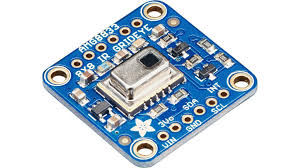 AMG8833
8x8 IR GRIDEYE
VIN
3Vo
GND
SDA
SCL
INT